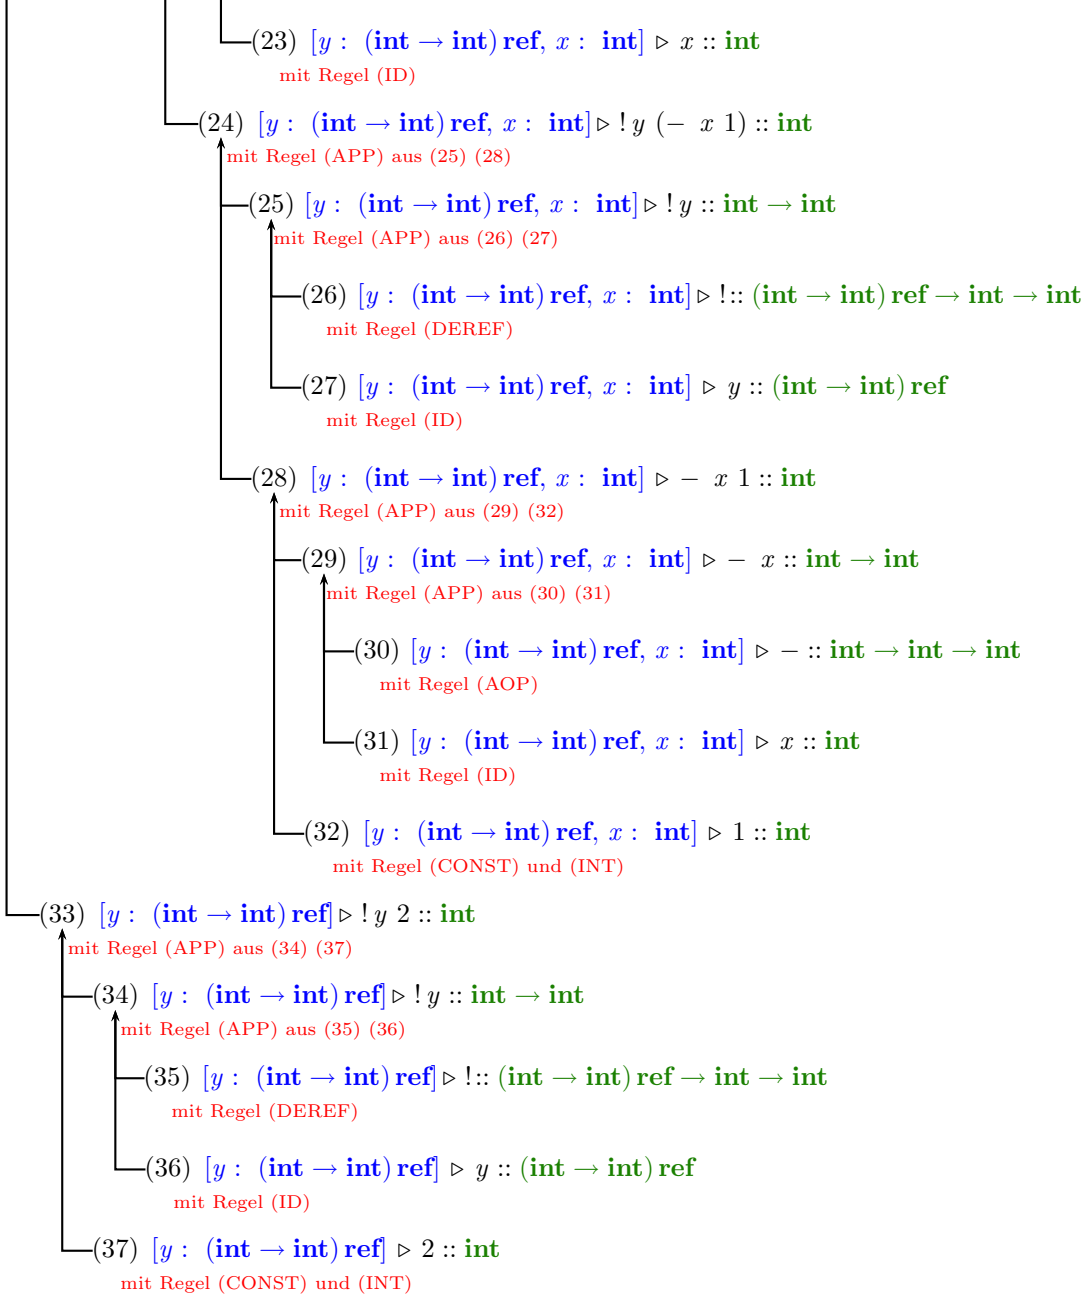 (23) [y : (int → int) ref, x : int] ▷ x :: int
mit Regel (ID)
(24) [y : (int → int) ref, x : int] ▷ ! y (− x 1) :: int
mit Regel (APP) aus (25) (28)
(25) [y : (int → int) ref, x : int] ▷ ! y :: int → int
mit Regel (APP) aus (26) (27)
(26) [y : (int → int) ref, x : int] ▷ ! :: (int → int) ref → int → int
mit Regel (DEREF)
(27) [y : (int → int) ref, x : int] ▷ y :: (int → int) ref
mit Regel (ID)
(28) [y : (int → int) ref, x : int] ▷ − x 1 :: int
mit Regel (APP) aus (29) (32)
(29) [y : (int → int) ref, x : int] ▷ − x :: int → int
mit Regel (APP) aus (30) (31)
(30) [y : (int → int) ref, x : int] ▷ − :: int → int → int
mit Regel (AOP)
(31) [y : (int → int) ref, x : int] ▷ x :: int
mit Regel (ID)
(32) [y : (int → int) ref, x : int] ▷ 1 :: int
mit Regel (CONST) und (INT)
(33) [y : (int → int) ref] ▷ ! y 2 :: int
mit Regel (APP) aus (34) (37)
(34) [y : (int → int) ref] ▷ ! y :: int → int
mit Regel (APP) aus (35) (36)
(35) [y : (int → int) ref] ▷ ! :: (int → int) ref → int → int
mit Regel (DEREF)
(36) [y : (int → int) ref] ▷ y :: (int → int) ref
mit Regel (ID)
(37) [y : (int → int) ref] ▷ 2 :: int
mit Regel (CONST) und (INT)